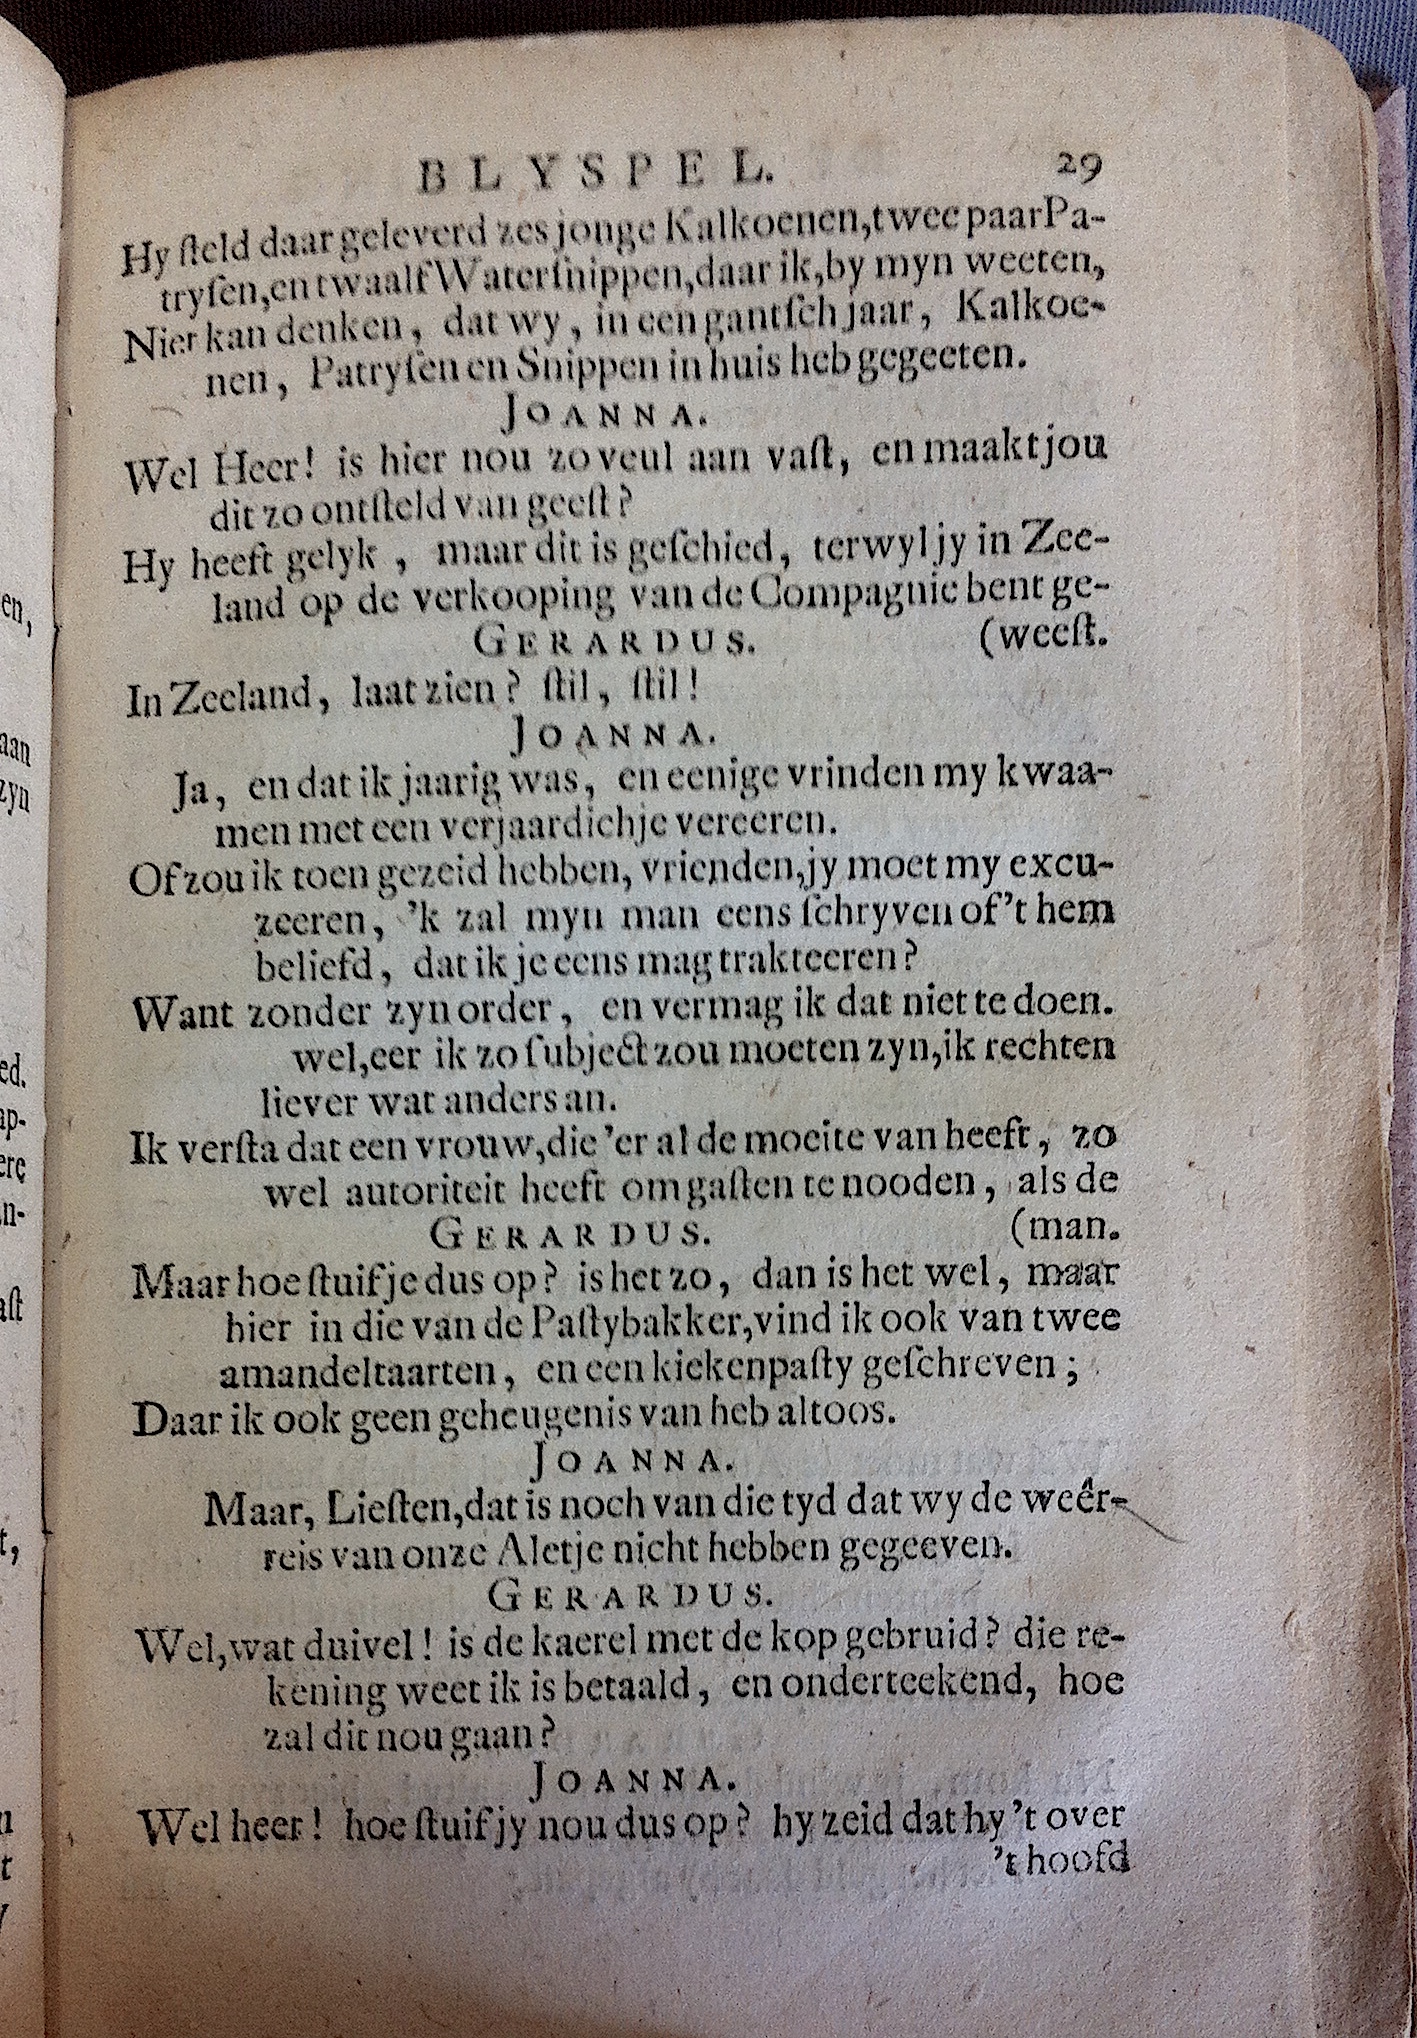 BLYSPEL. 29
Hy ſteld daar geleverd zes jonge Kalkoenen, twee paar Pa-
tryſen, en twaalf Waterſnippen, daar ik, by myn weeten,
Niet kan denken, dat wy, in een gantſch jaar, Kalkoe-
nen, Patryſen en Snippen in huis heb gegeeten.
JOANNA.
Wel Heer! is hier nou zo veul aan vaſt, en maakt jou
dit zo ontſteld van geeſt?
Hy heeft gelyk, maar dit is geſchied, terwyl jy in Zee-
land op de verkooping van de Compagnie bent ge-
GERARDUS. (weeſt.
In Zeeland, laat zien? ſtil, ſtil!
JOANNA.
Ja, en dat ik jaarig was, en eenige vrinden my kwaa-
men met een verjaardichje vereeren.
Of zou ik toen gezeid hebben, vrienden, jy moet my excu-
zeeren, 'k zal myn man eens ſchryven of 't hem
beliefd, dat ik je eens mag trakteeren?
Want zonder zyn order, en vermag ik dat niet te doen.
wel, eer ik zo ſubject zou moeten zyn, ik rechten
liever wat anders an.
Ik verſta dat een vrouw, die 'er al de moeite van heeft, zo
wel autoriteit heeft om gaſten te nooden, als de
GERARDUS. (man.
Maar hoe ſtuif je dus op? is het zo, dan is het wel, maar
hier in die van de Paſtybakker, vind ik ook van twee
amandeltaarten, en een kiekenpaſty geſchreven;
Daar ik ook geen geheugenis van heb altoos.
JOANNA.
Maar, Lieſten, dat is noch van die tyd dat wy de weêr-
reis van onze Aletje nicht hebben gegeeven.
GERARDUS.
Wel, wat duivel! is de kaerel met de kop gebruid? die re-
kening weet ik is betaald, en onderteekend, hoe
zal dit nou gaan?
JOANNA.
Wel heer! hoe ſtuif jy nou dus op? hy zeid dat hy 't over
't hoofd
en,
aan
zyn
ed.
ap-
ere
an-
aſt
t,
n
t